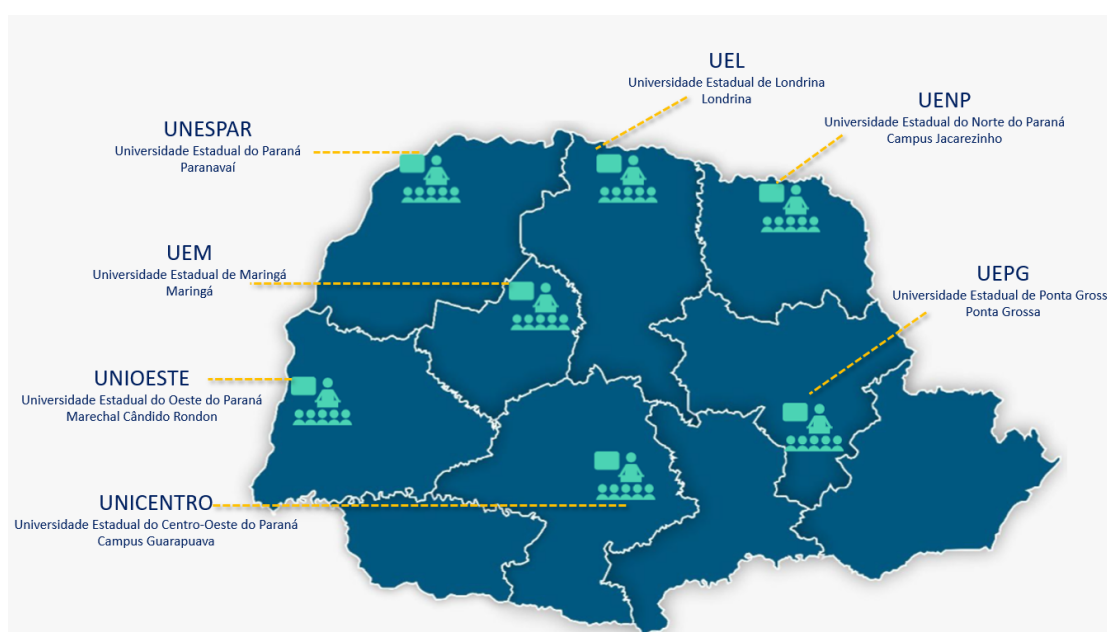 UEL
Universidade Estadual de Londrina
Londrina
UENP
Universidade Estadual do Norte do Paraná
Campus Jacarezinho
UNESPAR
Universidade Estadual do Paraná
Paranavaí
UEM
Universidade Estadual de Maringá
Maringá
UEPG
Universidade Estadual de Ponta Gross
Ponta Grossa
UNIOESTE
Universidade Estadual do Oeste do Paraná
Marechal Cândido Rondon
UNICENTRO
Universidade Estadual do Centro-Oeste do Paraná
Campus Guarapuava